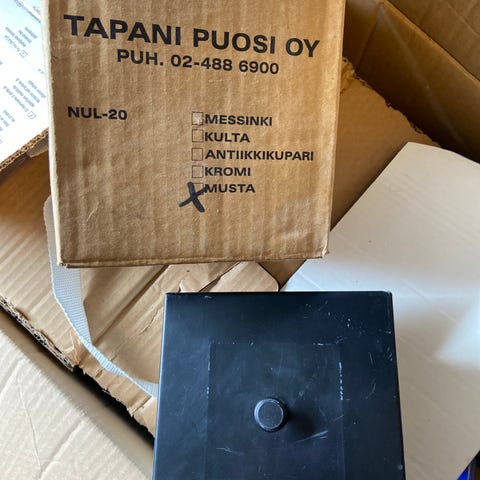 TAPANI PUOSI OY
PUH. 02-488 6900
NUL-20
MESSINKI
KULTA
ANTIIKKIKUPARI
KROMI
MUSTA